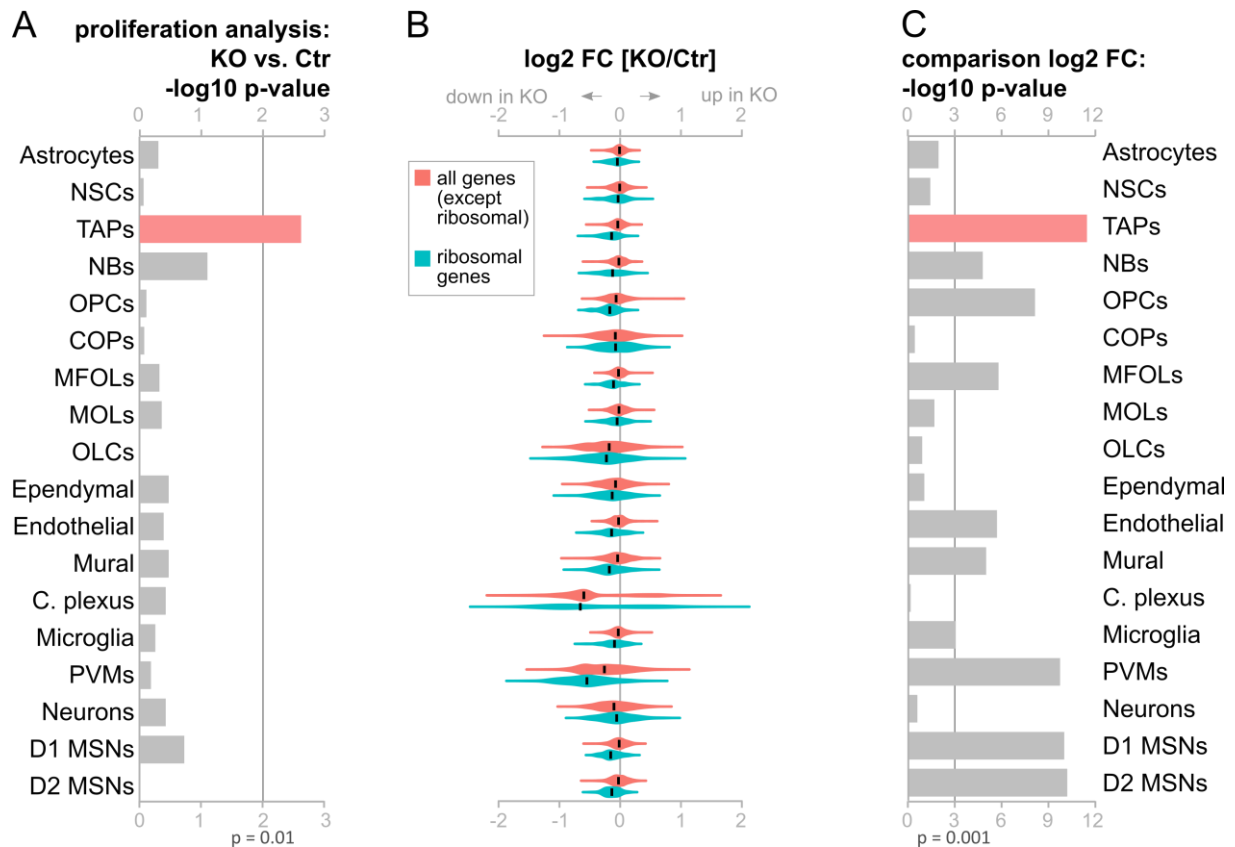 A
proliferation analysis:
KO vs. Ctr
-log10 p-value
0 1 2 3
Astrocytes
NSCs
TAPs
NBs
OPCs
COPs
MFOLs
MOLs
OLCs
Ependymal
Endothelial
Mural
C. plexus
Microglia
PVMs
Neurons
D1 MSNs
D2 MSNs
0 1 2 3
p = 0.01
B
log2 FC [KO/Ctr]
down in KO
up in KO
-2 -1 0 1 2
all genes
(except
ribosomal)
ribosomal
genes
-2 -1 0 1 2
C
comparison log2 FC:
-log10 p-value
0 3 6 9 12
Astrocytes
NSCs
TAPs
NBs
OPCs
COPs
MFOLs
MOLs
OLCs
Ependymal
Endothelial
Mural
C. plexus
Microglia
PVMs
Neurons
D1 MSNs
D2 MSNs
0 3 6 9 12
p = 0.001